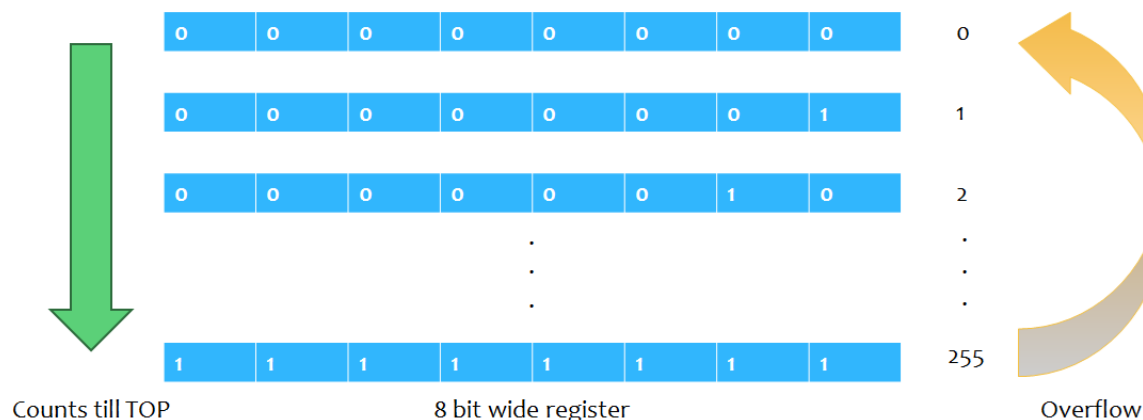 0 0 0 0 0 0 0 0 0
0 0 0 0 0 0 0 1 1
0 0 0 0 0 0 1 0 2
. .
. .
. .
1 1 1 1 1 1 1 1 255
Counts till TOP 8 bit wide register Overflow